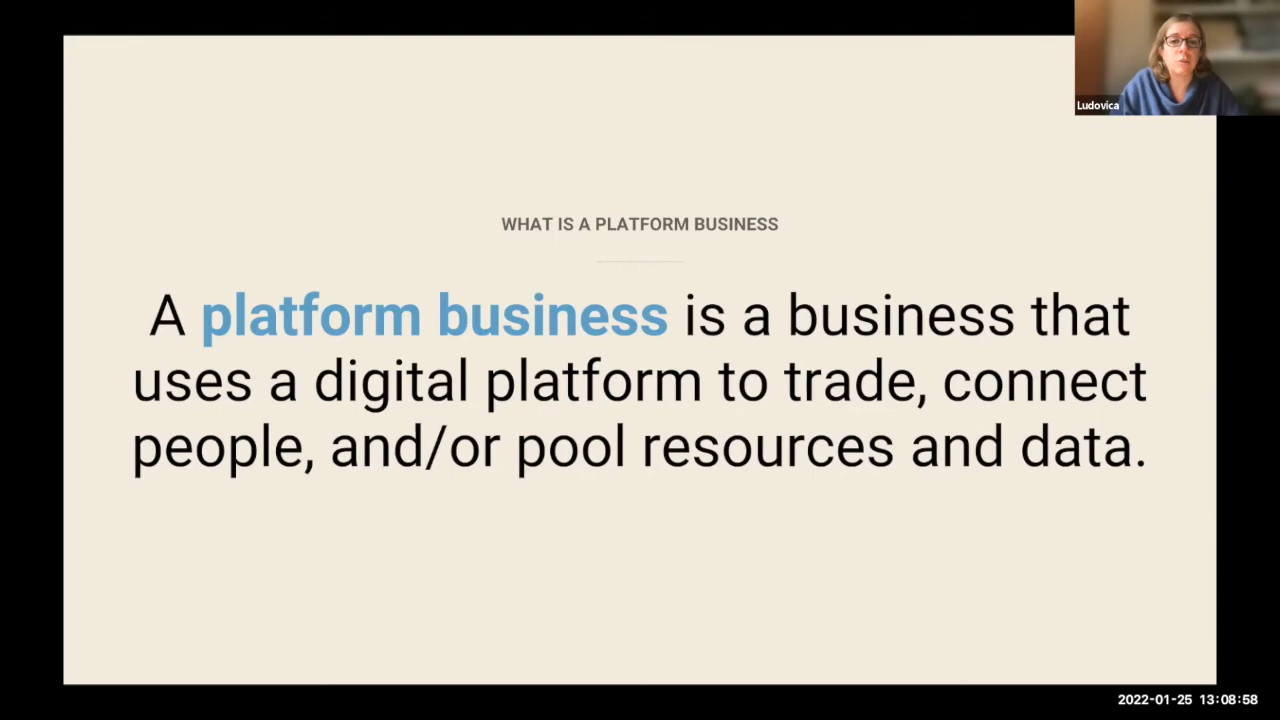 Ludovica
WHAT IS A PLATFORM BUSINESS
A platform business is a business that
uses a digital platform to trade, connect
people, and/or pool resources and data.
2022-01-25 13:08:58